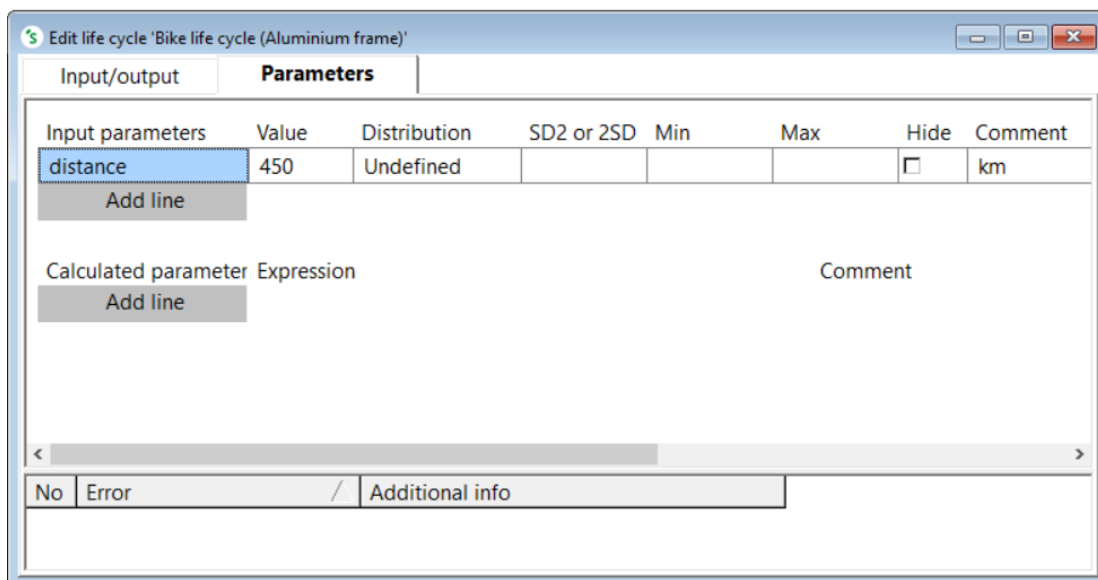 Edit life cycle 'Bike life cycle (Aluminium frame)'
Input/output Parameters
Input parameters Value Distribution SD2 or 2SD Min Max Hide Comment
distance 450 Undefined km
Add line
Calculated parameter Expression Comment
Add line
No Error Additional info